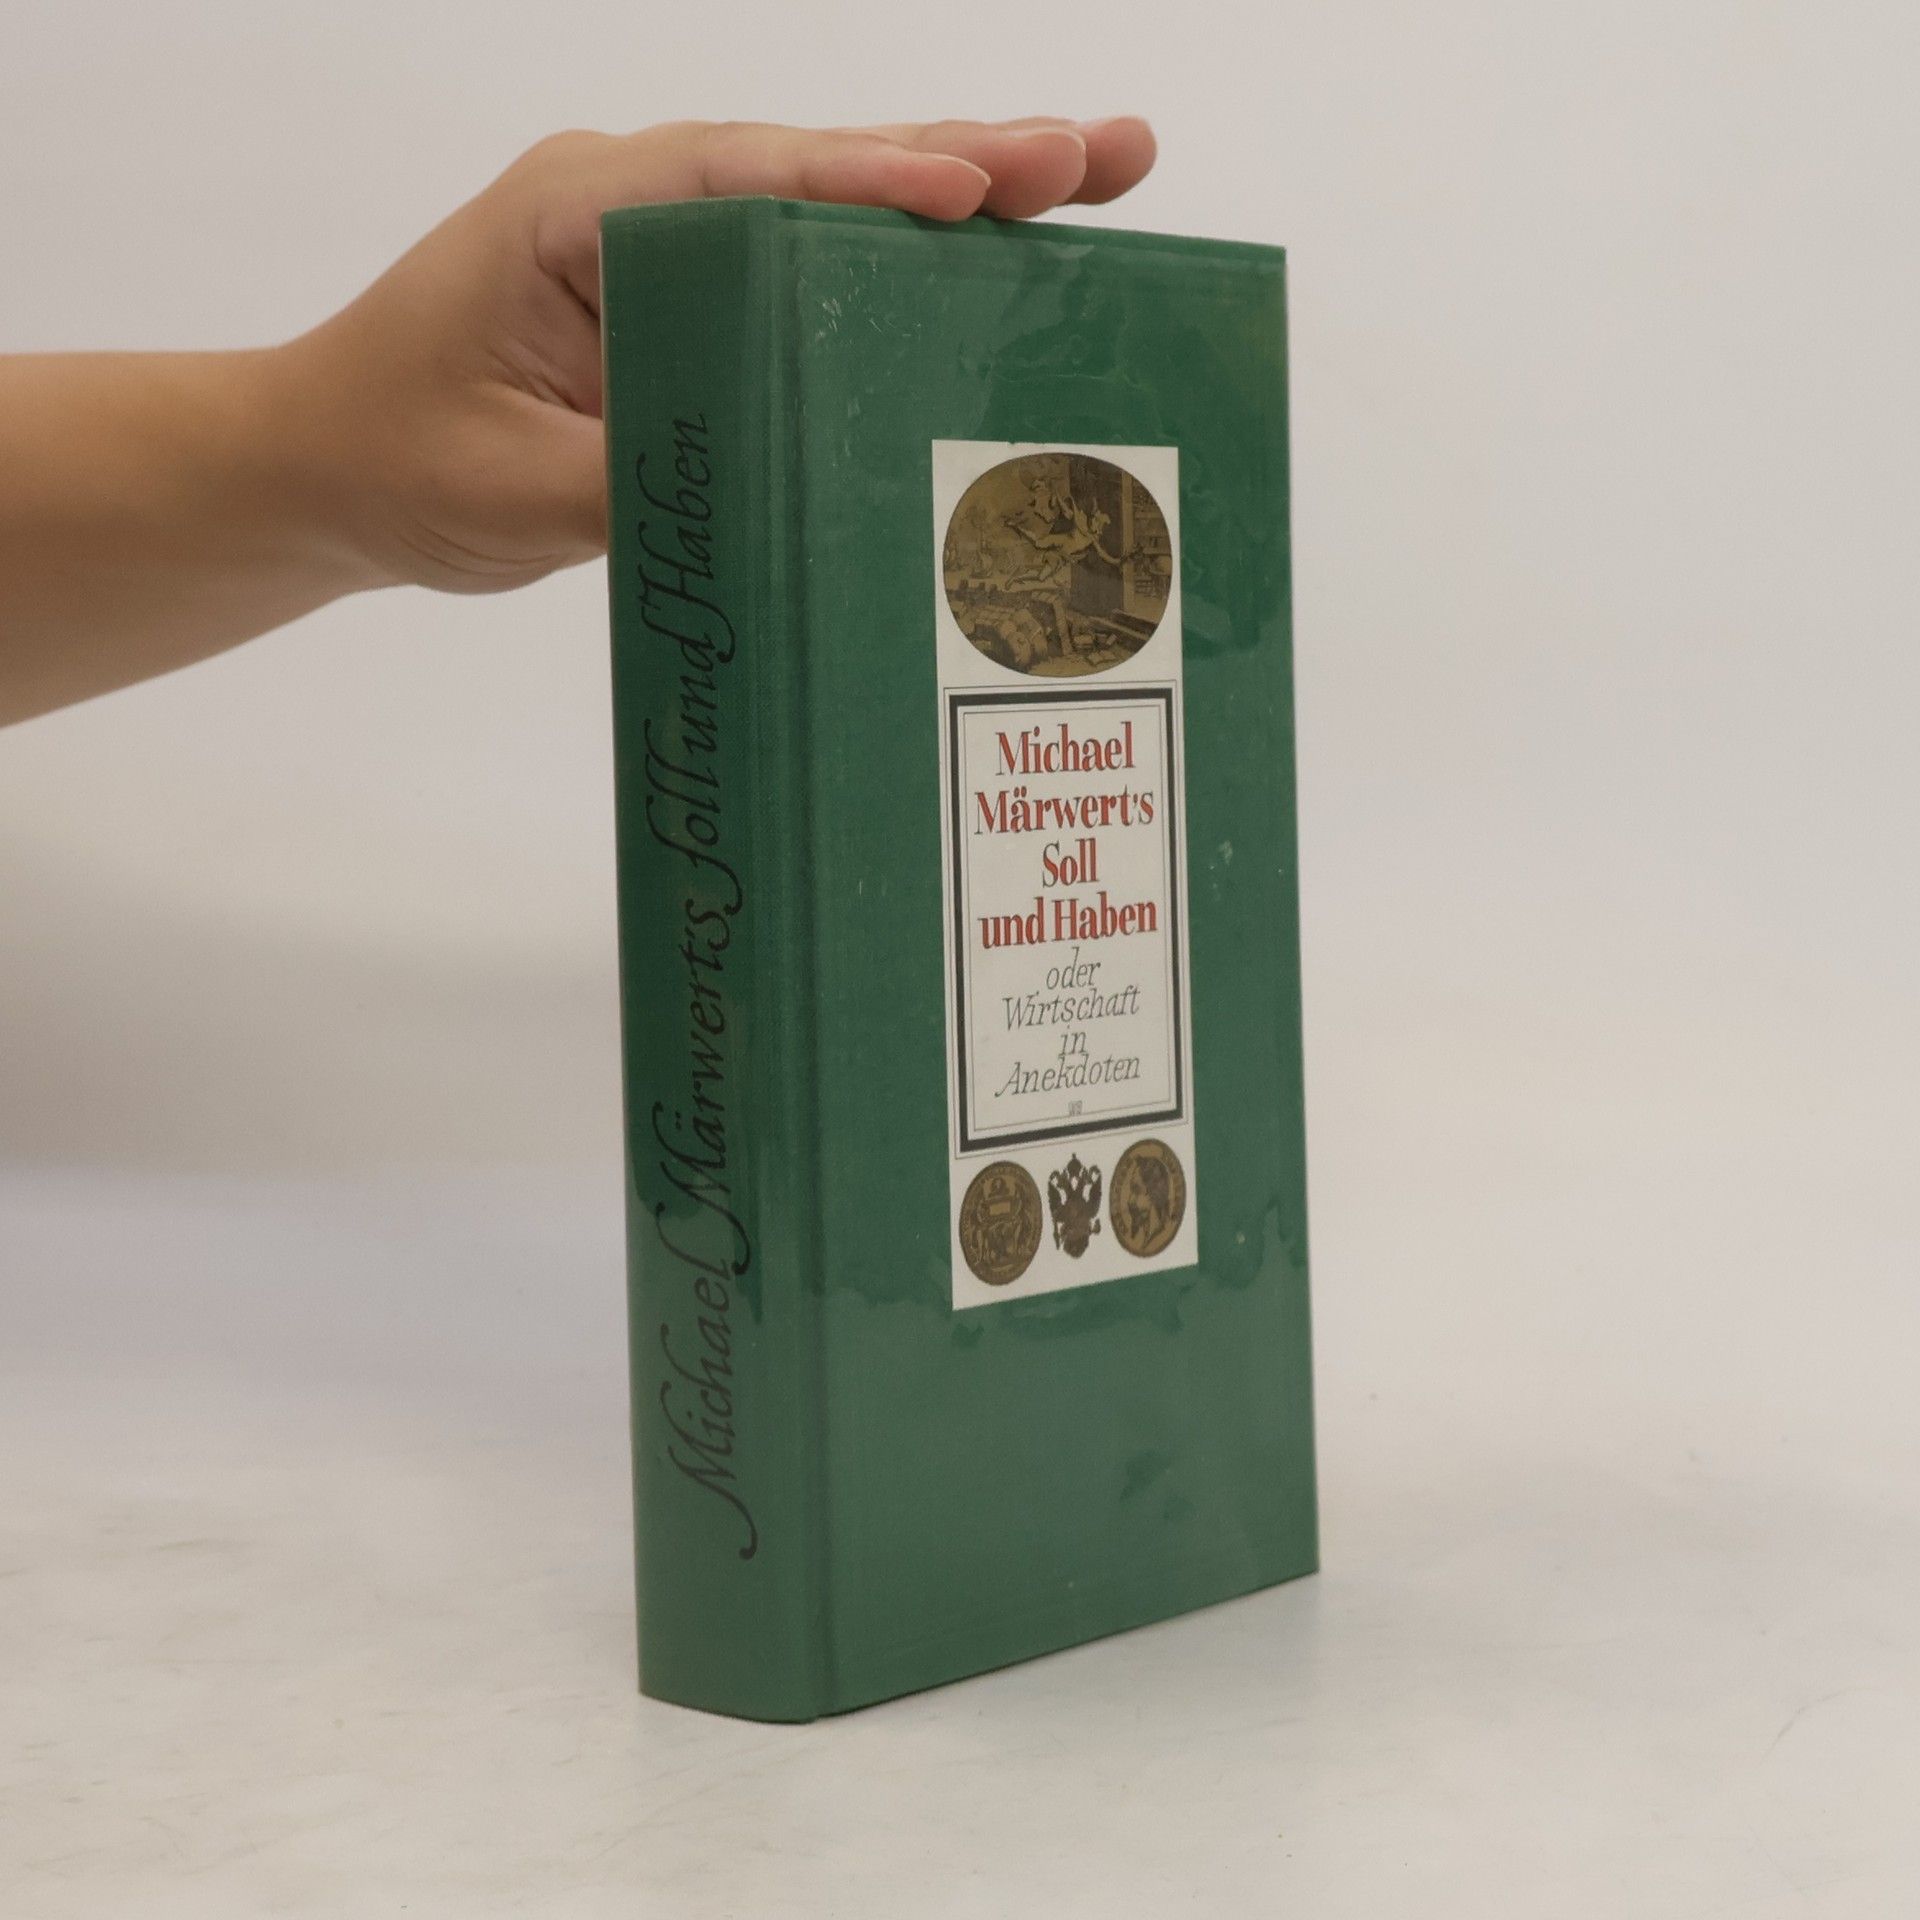 Michael Märwert's Soll und Haben
Michael
Märwert's
Soll
und Haben
oder
Wirtschaft
in
Anekdoten